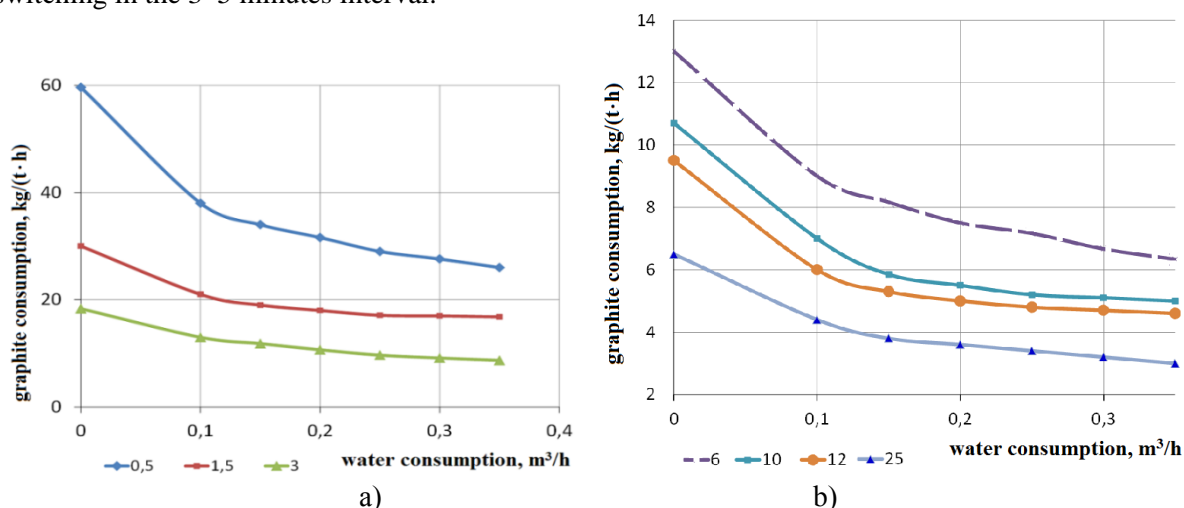 switching in the 3–5 minutes interval.
graphite consumption, kg/(t · h)
60
40
20
0
0 0,1 0,2 0,3 0,4
water consumption, m³/h
0,5 1,5 3
a)
graphite consumption, kg/(t·h)
14
12
10
8
6
4
2
0 0,1 0,2 0,3
water consumption, m³/h
6 10 12 25
b)